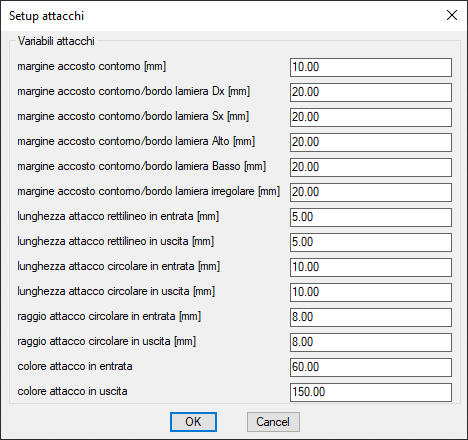 Setup attacchi
Variabili attacchi
margine accosto contorno [mm] 10.00
margine accosto contorno/bordo lamiera Dx [mm] 20.00
margine accosto contorno/bordo lamiera Sx [mm] 20.00
margine accosto contorno/bordo lamiera Alto [mm] 20.00
margine accosto contorno/bordo lamiera Basso [mm] 20.00
margine accosto contorno/bordo lamiera irregolare [mm] 20.00
lunghezza attacco rettilineo in entrata [mm] 5.00
lunghezza attacco rettilineo in uscita [mm] 5.00
lunghezza attacco circolare in entrata [mm] 10.00
lunghezza attacco circolare in uscita [mm] 10.00
raggio attacco circolare in entrata [mm] 8.00
raggio attacco circolare in uscita [mm] 8.00
colore attacco in entrata 60.00
colore attacco in uscita 150.00
OK Cancel